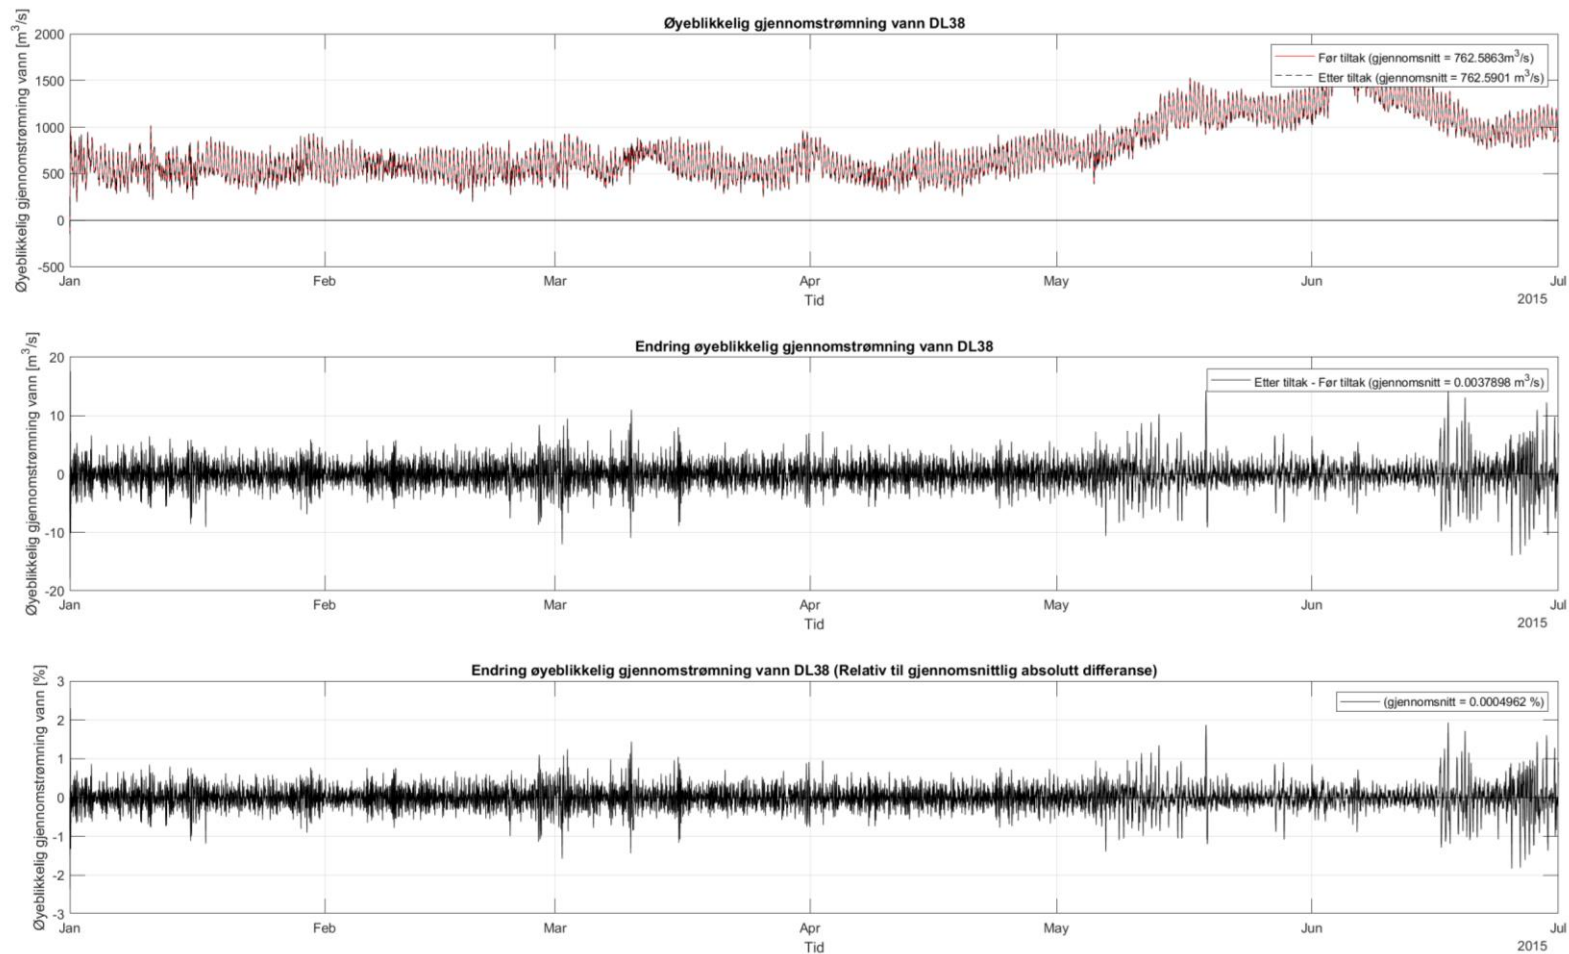 Øyeblikkelig gjennomstrømning vann DL38
Øyeblikkelig gjennomstrømning vann [m³/s]
2000
1500
1000
500
0
-500
Før tiltak (gjennomsnitt = 762.5863m³/s)
Etter tiltak (gjennomsnitt = 762.5901 m³/s)
Jan Feb Mar Apr May Jun Jul
Tid
2015
Endring øyeblikkelig gjennomstrømning vann DL38
Øyeblikkelig gjennomstrømning vann [m³/s]
20
10
0
-10
-20
Etter tiltak - Før tiltak (gjennomsnitt = 0.0037898 m³/s)
Jan Feb Mar Apr May Jun Jul
Tid
2015
Endring øyeblikkelig gjennomstrømning vann DL38 (Relativ til gjennomsnittlig absolutt differanse)
Øyeblikkelig gjennomstrømning vann [%]
3
2
1
0
-1
-2
-3
(gjennomsnitt = 0.0004962 %)
Jan Feb Mar Apr May Jun Jul
Tid
2015